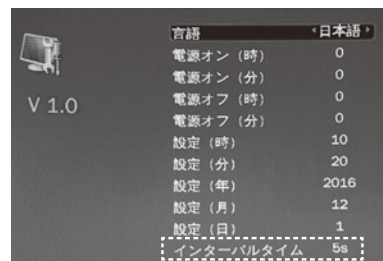 言語 日本語
電源オン（時） 0
電源オン（分） 0
電源オフ（時） 0
電源オフ（分） 0
V 1.0
設定（時） 10
設定（分） 20
設定（年） 2016
設定（月） 12
設定（日） 1
インターバルタイム 5s